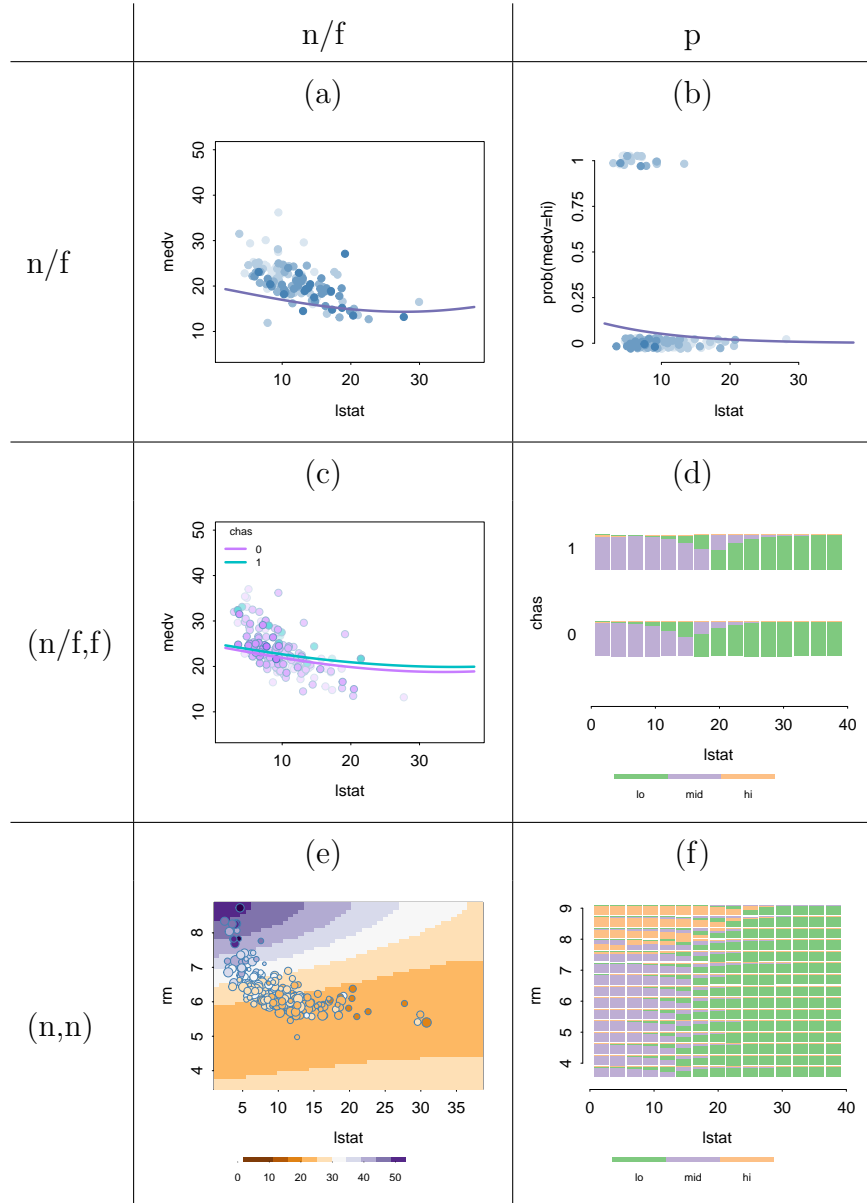 n/f p
n/f
(a)
50
40
30
20
10
medv
10 20 30
lstat
(b)
1
0.75
0.5
0.25
0
prob(medv=hi)
10 20 30
lstat
(n/f,f)
(c)
50
40
30
20
10
medv
chas
0
1
10 20 30
lstat
(d)
1
0
chas
0 10 20 30 40
lstat
lo mid hi
(n,n)
(e)
8
7
6
5
4
rm
5 10 15 20 25 30 35
lstat
0 10 20 30 40 50
(f)
9
8
7
6
5
4
rm
0 10 20 30 40
lstat
lo mid hi